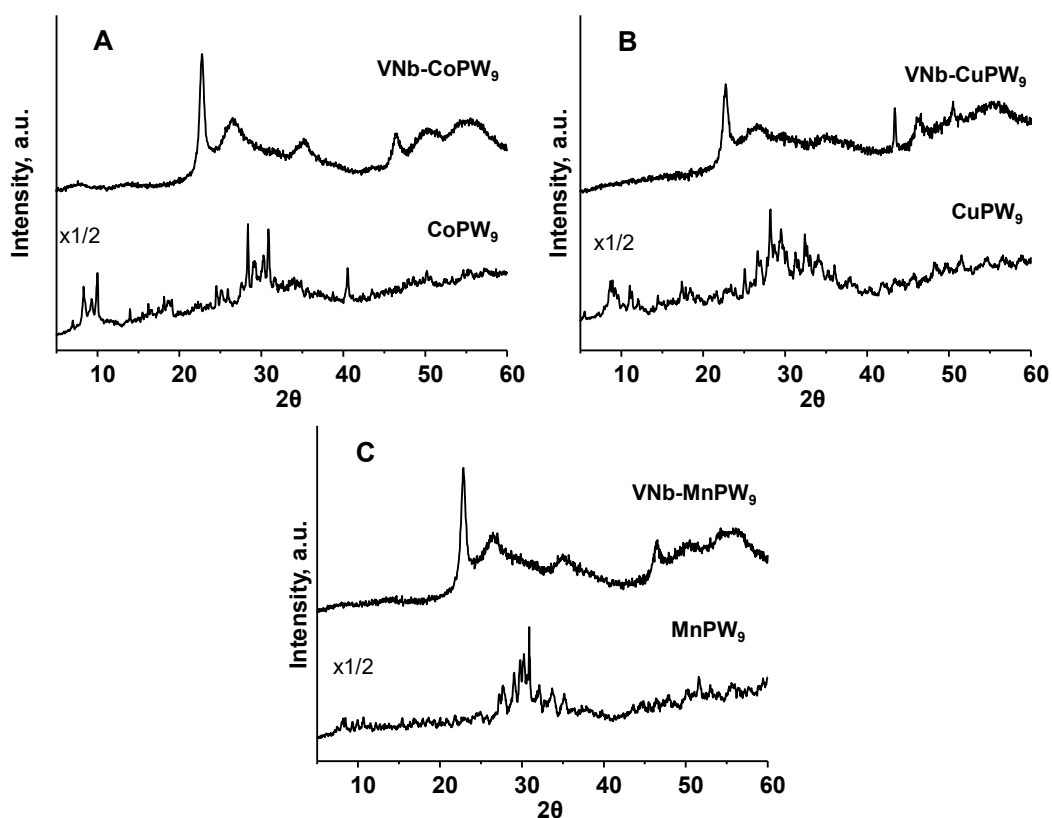 A
VNb-CoPW₉
Intensity, a.u.
x1/2
CoPW₉
10 20 30 40 50 60
2θ
B
VNb-CuPW₉
Intensity, a.u.
x1/2
CuPW₉
10 20 30 40 50 60
2θ
C
VNb-MnPW₉
Intensity, a.u.
x1/2
MnPW₉
10 20 30 40 50 60
2θ